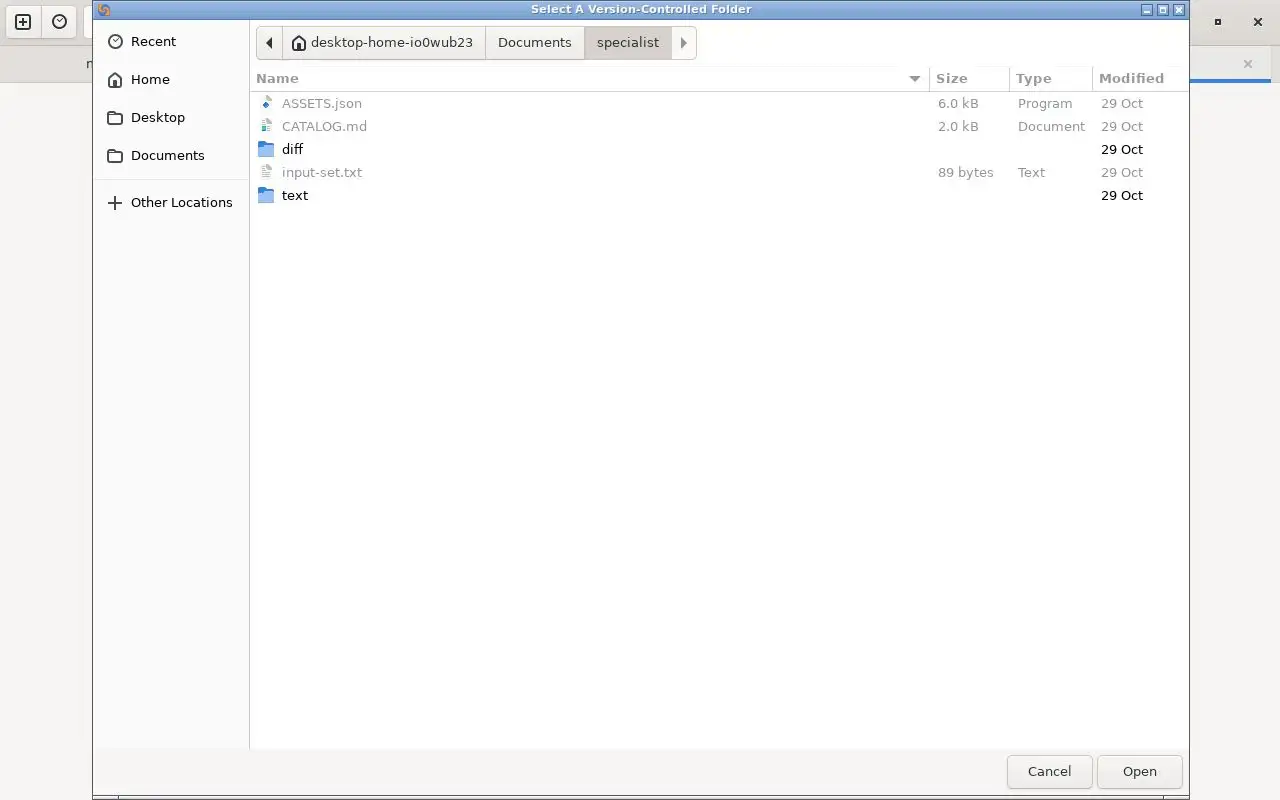 Select A Version-Controlled Folder
Recent
Home
Desktop
Documents
Other Locations
desktop-home-io0wub23 Documents specialist
Name Size Type Modified
ASSETS.json 6.0 kB Program 29 Oct
CATALOG.md 2.0 kB Document 29 Oct
diff 29 Oct
input-set.txt 89 bytes Text 29 Oct
text 29 Oct
Cancel Open